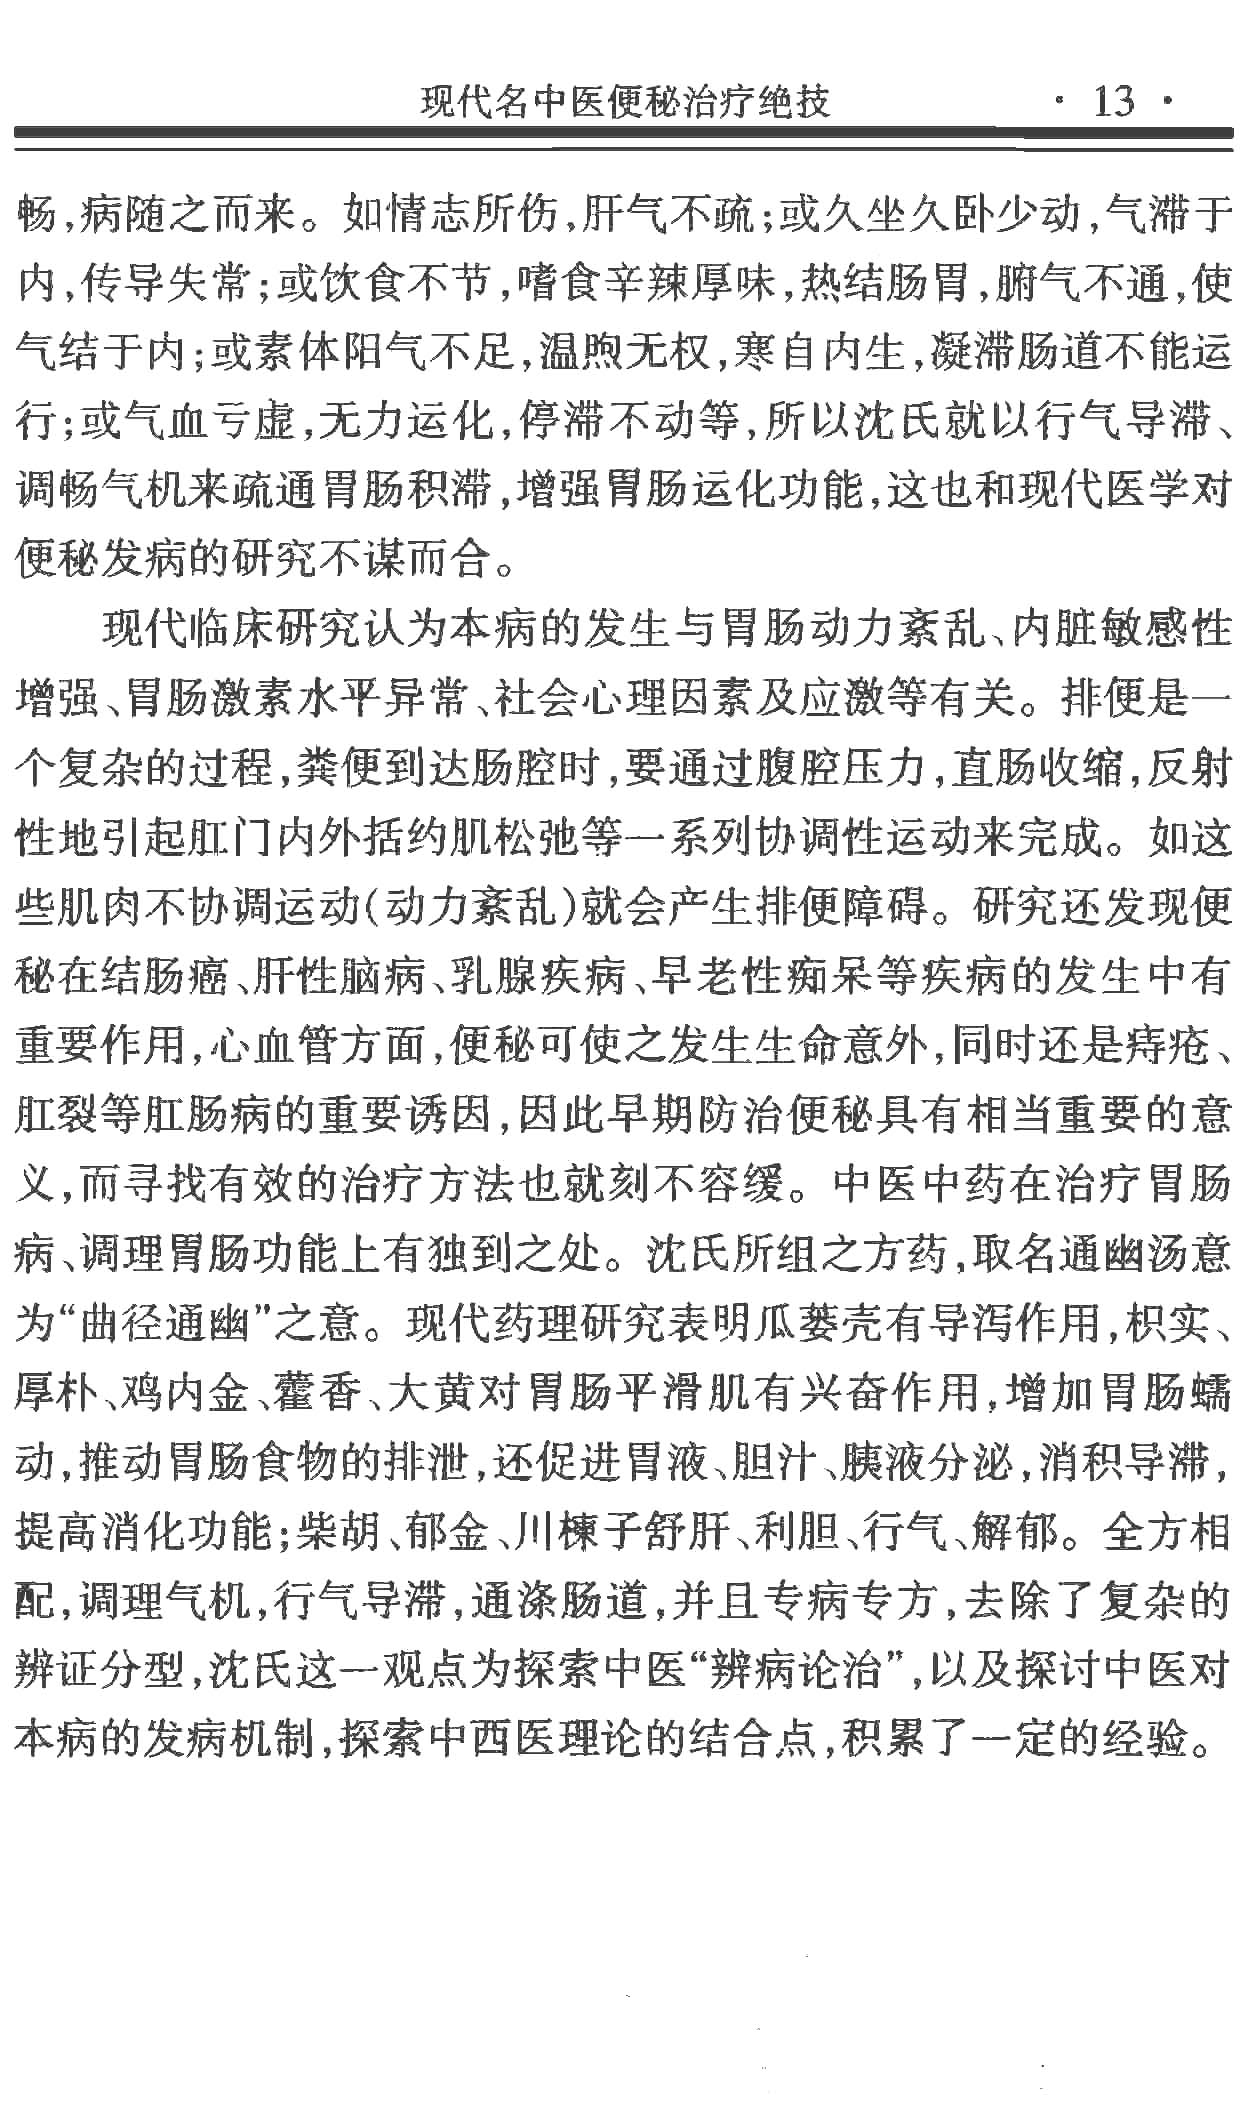 现代名中医便秘治疗绝技 · 13 ·
畅,病随之而来。如情志所伤,肝气不疏;或久坐久卧少动,气滞于
内,传导失常;或饮食不节,嗜食辛辣厚味,热结肠胃,腑气不通,使
气结于内;或素体阳气不足,温煦无权,寒自内生,凝滞肠道不能运
行;或气血亏虚,无力运化,停滞不动等,所以沈氏就以行气导滞、
调畅气机来疏通胃肠积滞,增强胃肠运化功能,这也和现代医学对
便秘发病的研究不谋而合。
现代临床研究认为本病的发生与胃肠动力紊乱、内脏敏感性
增强、胃肠激素水平异常、社会心理因素及应激等有关。排便是一
个复杂的过程,粪便到达肠腔时,要通过腹腔压力,直肠收缩,反射
性地引起肛门内外括约肌松弛等一系列协调性运动来完成。如这
些肌肉不协调运动(动力紊乱)就会产生排便障碍。研究还发现便
秘在结肠癌、肝性脑病、乳腺疾病、早老性痴呆等疾病的发生中有
重要作用,心血管方面,便秘可使之发生生命意外,同时还是痔疮、
肛裂等肛肠病的重要诱因,因此早期防治便秘具有相当重要的意
义,而寻找有效的治疗方法也就刻不容缓。中医中药在治疗胃肠
病、调理胃肠功能上有独到之处。沈氏所组之方药,取名通幽汤意
为“曲径通幽”之意。现代药理研究表明瓜蒌壳有导泻作用,枳实、
厚朴、鸡内金、藿香、大黄对胃肠平滑肌有兴奋作用,增加胃肠蠕
动,推动胃肠食物的排泄,还促进胃液、胆汁、胰液分泌,消积导滞,
提高消化功能;柴胡、郁金、川楝子舒肝、利胆、行气、解郁。全方相
配,调理气机,行气导滞,通涤肠道,并且专病专方,去除了复杂的
辨证分型,沈氏这一观点为探索中医“辨病论治”,以及探讨中医对
本病的发病机制,探索中西医理论的结合点,积累了一定的经验。